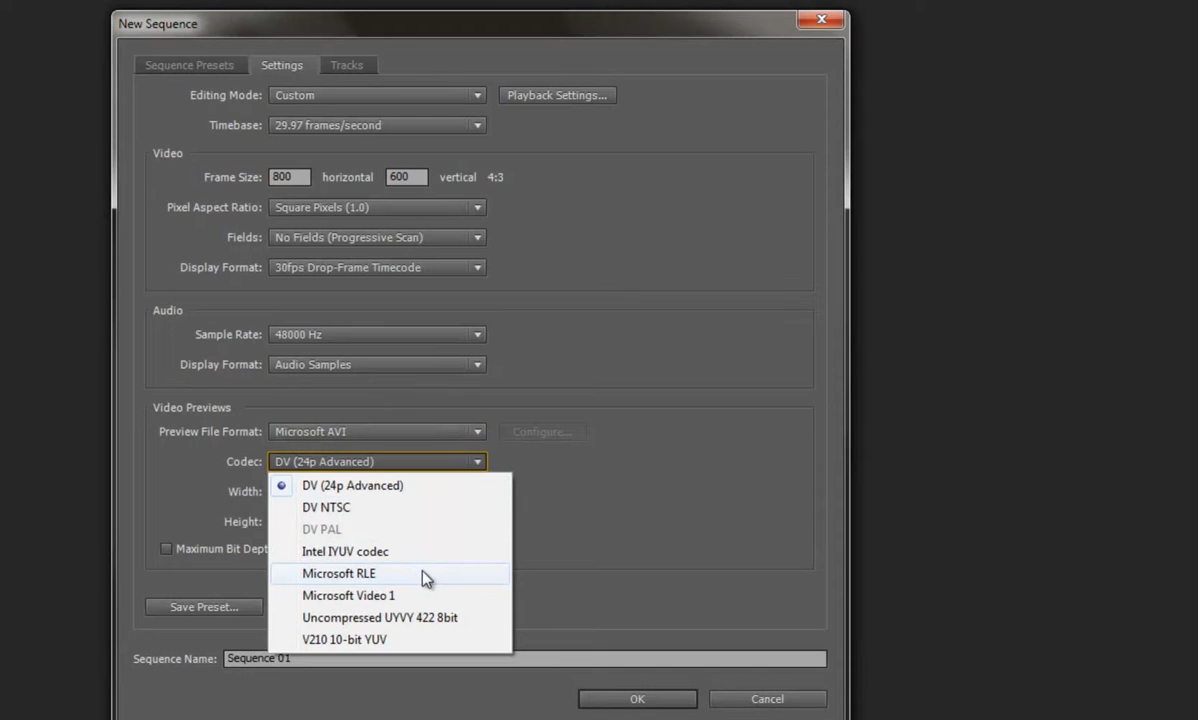 New Sequence
Sequence Presets Settings Tracks
Editing Mode: Custom Playback Settings...
Timebase: 29.97 frames/second
Video
Frame Size: 800 horizontal 600 vertical 4:3
Pixel Aspect Ratio: Square Pixels (1.0)
Fields: No Fields (Progressive Scan)
Display Format: 30fps Drop-Frame Timecode
Audio
Sample Rate: 48000 Hz
Display Format: Audio Samples
Video Previews
Preview File Format: Microsoft AVI Configure...
Codec: DV (24p Advanced)
DV (24p Advanced)
Width:
DV NTSC
Height:
DV PAL
Maximum Bit Dept
Intel IYUV codec
Microsoft RLE
Microsoft Video 1
Save Preset...
Uncompressed UYVY 422 8bit
V210 10-bit YUV
Sequence Name: Sequence 01
OK Cancel